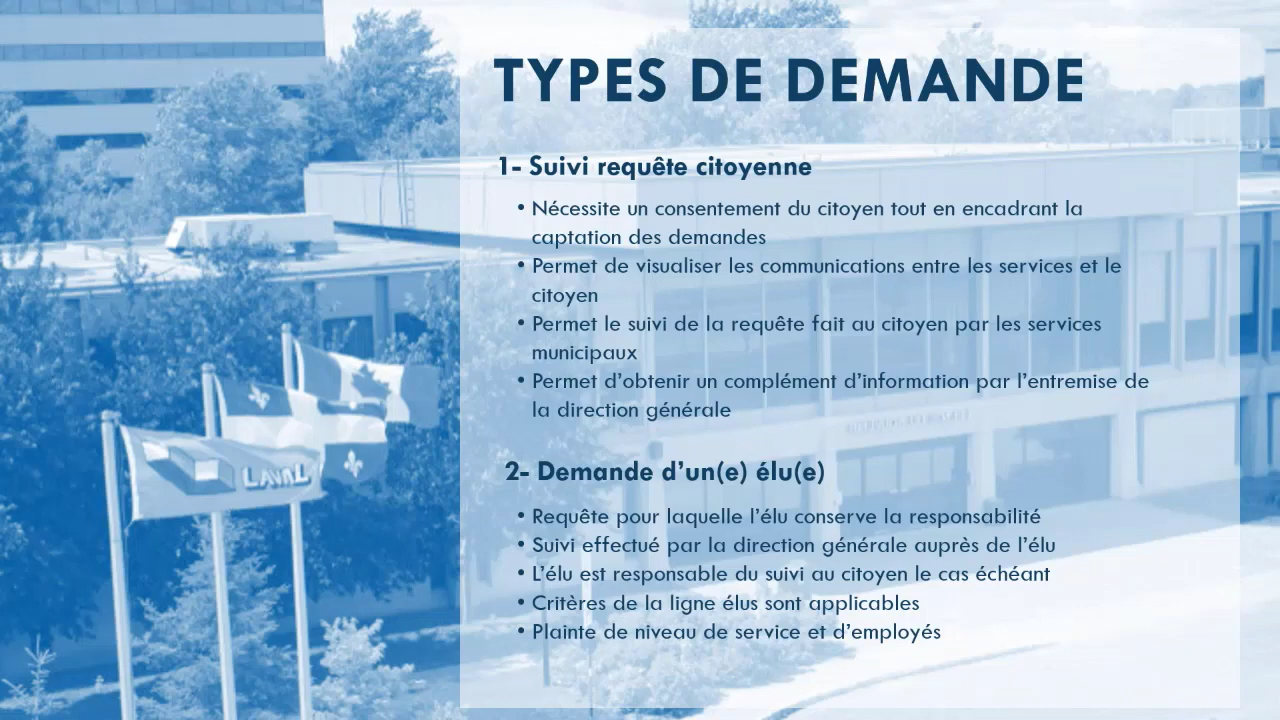 TYPES DE DEMANDE
1- Suivi requête citoyenne
• Nécessite un consentement du citoyen tout en encadrant la
captation des demandes
• Permet de visualiser les communications entre les services et le
citoyen
• Permet le suivi de la requête fait au citoyen par les services
municipaux
• Permet d’obtenir un complément d’information par l’entremise de
la direction générale
2- Demande d’un(e) élu(e)
• Requête pour laquelle l’élu conserve la responsabilité
• Suivi effectué par la direction générale auprès de l’élu
• L’élu est responsable du suivi au citoyen le cas échéant
• Critères de la ligne élus sont applicables
• Plainte de niveau de service et d’employés
LAVAL